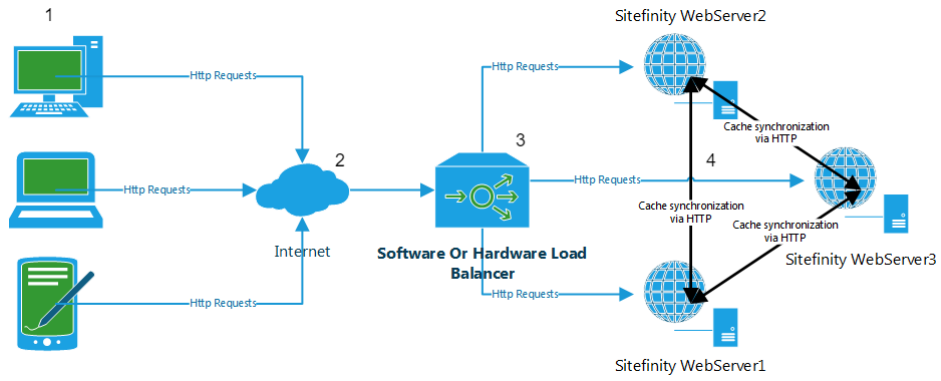 1
Sitefinity WebServer2
Http Requests
Http Requests
3
Cache synchronization
via HTTP
2
4
Http Requests
Http Requests
Cache synchronization
via HTTP
Cache synchronization
via HTTP
Internet
Software Or Hardware Load
Balancer
Sitefinity WebServer3
Http Requests
Http Requests
Sitefinity WebServer1